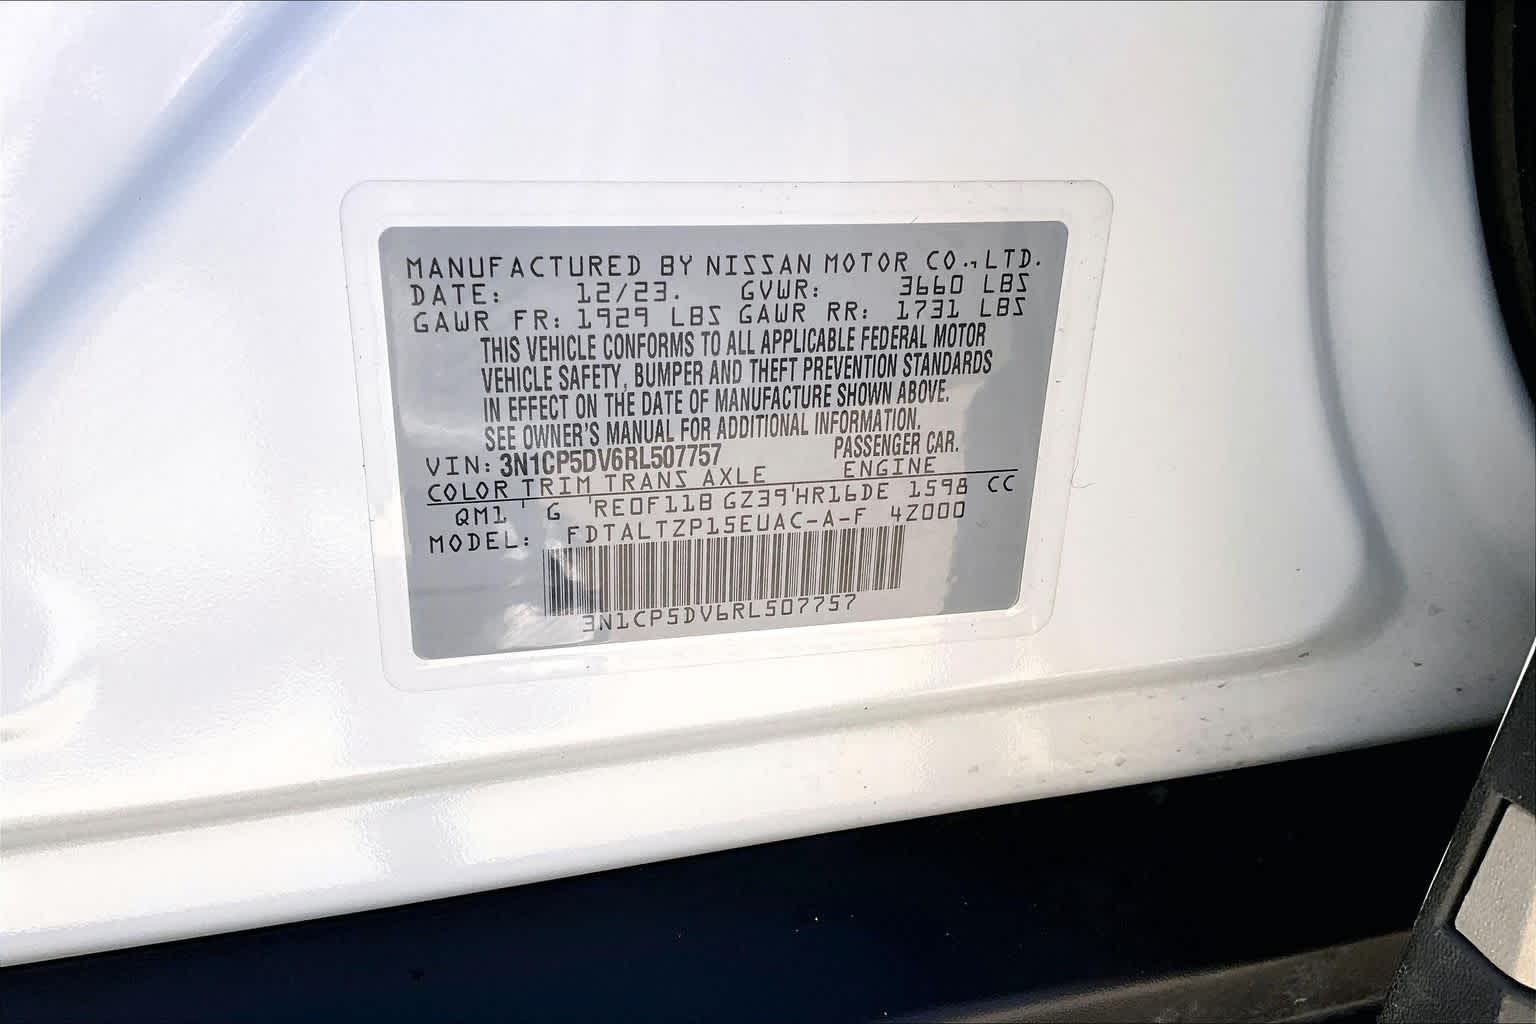 MANUFACTURED BY NISSAN MOTOR CO.,LTD.
DATE: 12/23. GVWR: 3660 LBS
GAWR FR: 1929 LBS GAWR RR: 1731 LBS
THIS VEHICLE CONFORMS TO ALL APPLICABLE FEDERAL MOTOR
VEHICLE SAFETY, BUMPER AND THEFT PREVENTION STANDARDS
IN EFFECT ON THE DATE OF MANUFACTURE SHOWN ABOVE.
SEE OWNER'S MANUAL FOR ADDITIONAL INFORMATION.
VIN: 3N1CP5DV6RL507757 PASSENGER CAR.
COLOR TRIM TRANS AXLE ENGINE
QM1 ' G 'RE0F11B GZ39'HR16DE 1598 CC
MODEL: FDTALTZP15EUAC-A-F 4Z000
3N1CP5DV6RL507757